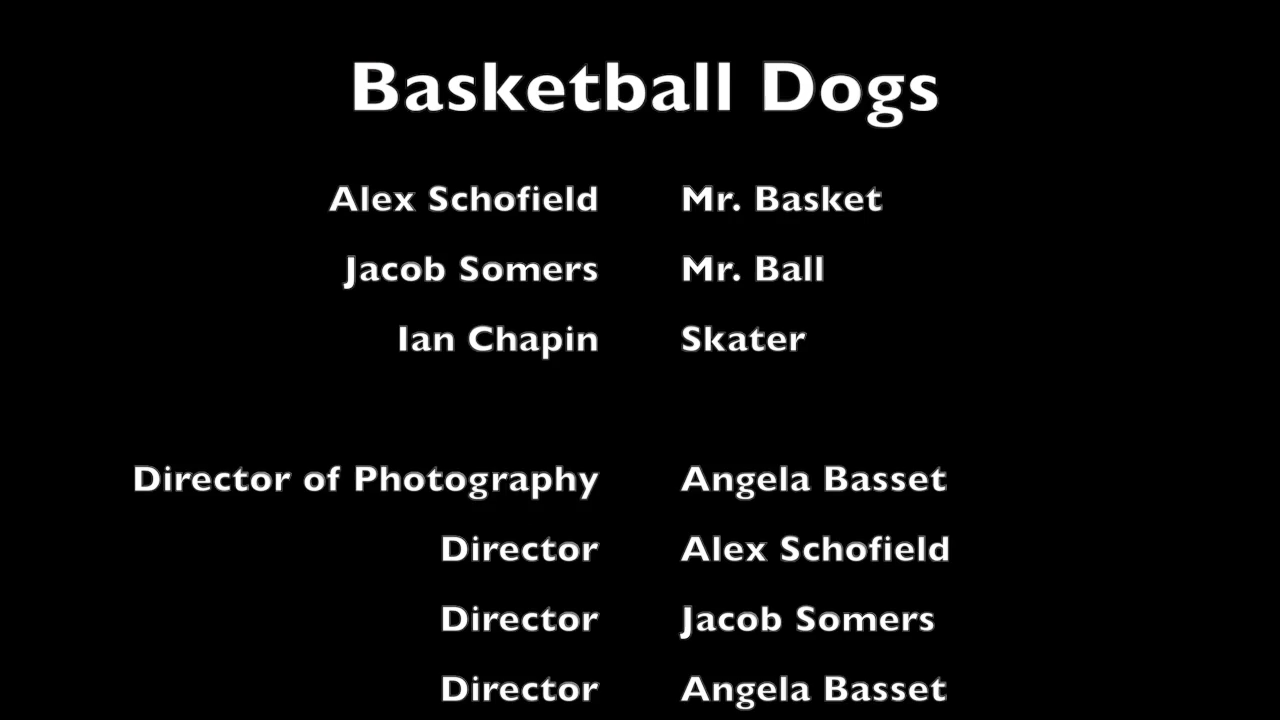 Basketball Dogs
Alex Schofield Mr. Basket
Jacob Somers Mr. Ball
Ian Chapin Skater
Director of Photography Angela Basset
Director Alex Schofield
Director Jacob Somers
Director Angela Basset